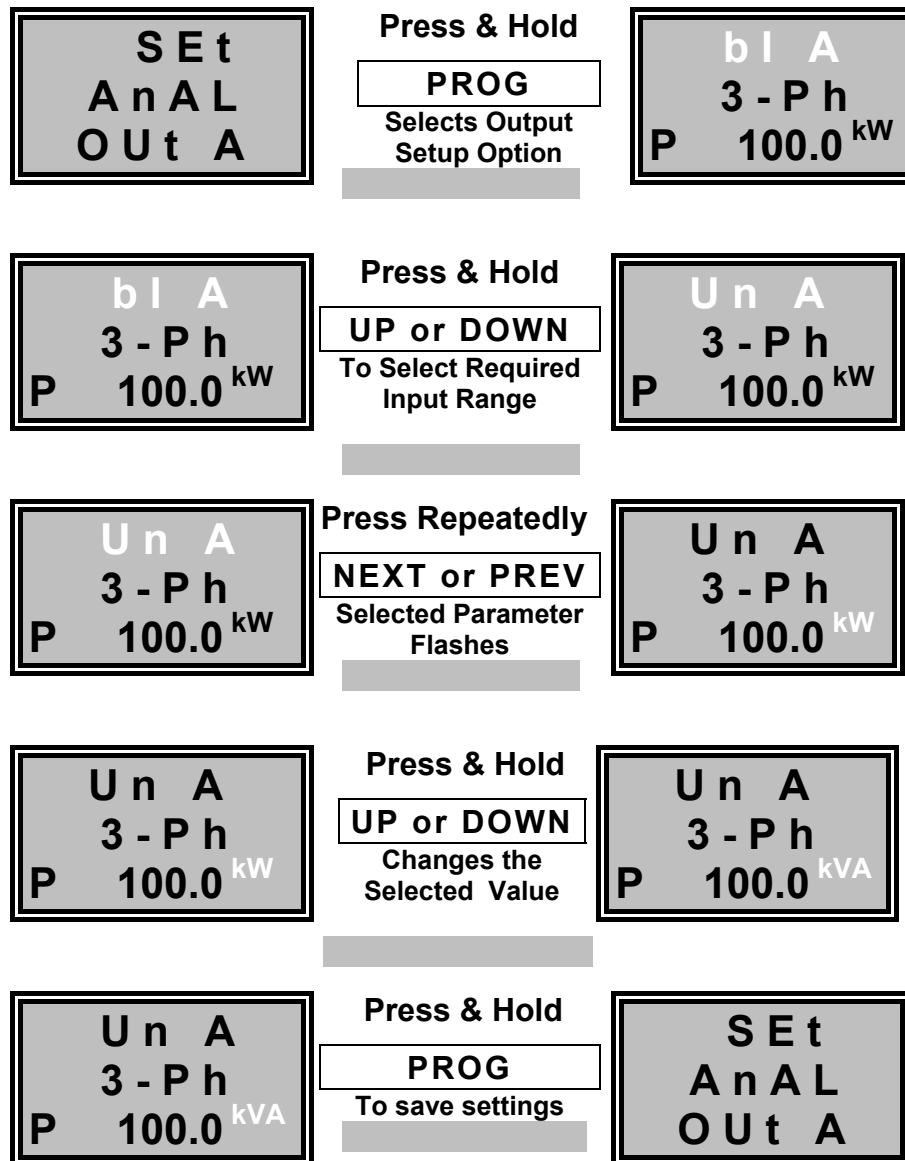 SEt
AnAL
OUt A
Press & Hold
PROG
Selects Output
Setup Option
bI A
3-Ph
P 100.0 kW
bI A
3-Ph
P 100.0 kW
Press & Hold
UP or DOWN
To Select Required
Input Range
Un A
3-Ph
P 100.0 kW
Un A
3-Ph
P 100.0 kW
Press Repeatedly
NEXT or PREV
Selected Parameter
Flashes
Un A
3-Ph
P 100.0 kW
Un A
3-Ph
P 100.0 kW
Press & Hold
UP or DOWN
Changes the
Selected Value
Un A
3-Ph
P 100.0 kVA
Un A
3-Ph
P 100.0 kVA
Press & Hold
PROG
To save settings
SEt
AnAL
OUt A